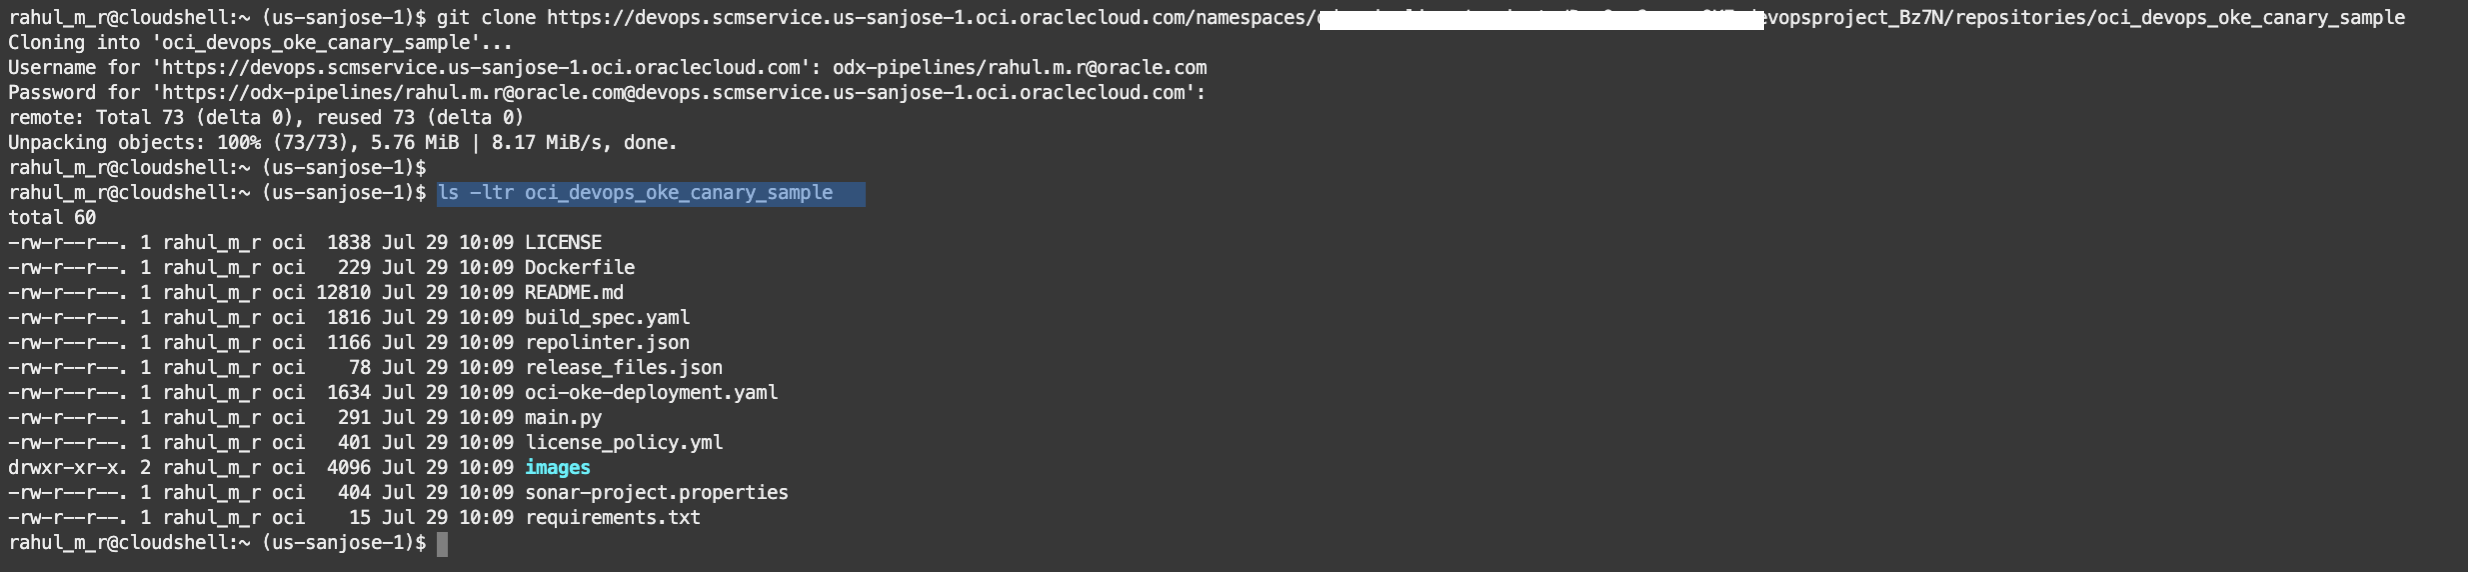 rahul_m_r@cloudshell:~ (us-sanjose-1)$ git clone https://devops.scmservice.us-sanjose-1.oci.oraclecloud.com/namespaces/ evopsproject_Bz7N/repositories/oci_devops_oke_canary_sample
Cloning into 'oci_devops_oke_canary_sample'...
Username for 'https://devops.scmservice.us-sanjose-1.oci.oraclecloud.com': odx-pipelines/rahul.m.r@oracle.com
Password for 'https://odx-pipelines/rahul.m.r@oracle.com@devops.scmservice.us-sanjose-1.oci.oraclecloud.com':
remote: Total 73 (delta 0), reused 73 (delta 0)
Unpacking objects: 100% (73/73), 5.76 MiB | 8.17 MiB/s, done.
rahul_m_r@cloudshell:~ (us-sanjose-1)$
rahul_m_r@cloudshell:~ (us-sanjose-1)$ ls -ltr oci_devops_oke_canary_sample
total 60
-rw-r--r--. 1 rahul_m_r oci  1838 Jul 29 10:09 LICENSE
-rw-r--r--. 1 rahul_m_r oci   229 Jul 29 10:09 Dockerfile
-rw-r--r--. 1 rahul_m_r oci 12810 Jul 29 10:09 README.md
-rw-r--r--. 1 rahul_m_r oci  1816 Jul 29 10:09 build_spec.yaml
-rw-r--r--. 1 rahul_m_r oci  1166 Jul 29 10:09 repolinter.json
-rw-r--r--. 1 rahul_m_r oci    78 Jul 29 10:09 release_files.json
-rw-r--r--. 1 rahul_m_r oci  1634 Jul 29 10:09 oci-oke-deployment.yaml
-rw-r--r--. 1 rahul_m_r oci   291 Jul 29 10:09 main.py
-rw-r--r--. 1 rahul_m_r oci   401 Jul 29 10:09 license_policy.yml
drwxr-xr-x. 2 rahul_m_r oci  4096 Jul 29 10:09 images
-rw-r--r--. 1 rahul_m_r oci   404 Jul 29 10:09 sonar-project.properties
-rw-r--r--. 1 rahul_m_r oci    15 Jul 29 10:09 requirements.txt
rahul_m_r@cloudshell:~ (us-sanjose-1)$